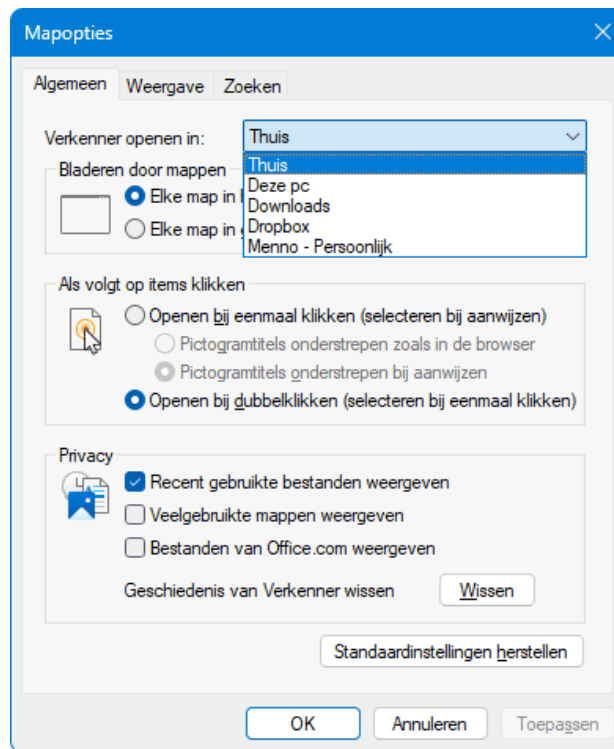 Mapopties
Algemeen Weergave Zoeken
Verkenner openen in: Thuis
Thuis
Deze pc
Downloads
Dropbox
Menno - Persoonlijk
Bladeren door mappen
Elke map in
Elke map in
Als volgt op items klikken
Openen bij eenmaal klikken (selecteren bij aanwijzen)
Pictogramtitels onderstrepen zoals in de browser
Pictogramtitels onderstrepen bij aanwijzen
Openen bij dubbelklikken (selecteren bij eenmaal klikken)
Privacy
Recent gebruikte bestanden weergeven
Veelgebruikte mappen weergeven
Bestanden van Office.com weergeven
Geschiedenis van Verkenner wissen Wissen
Standaardinstellingen herstellen
OK Annuleren Toepassen